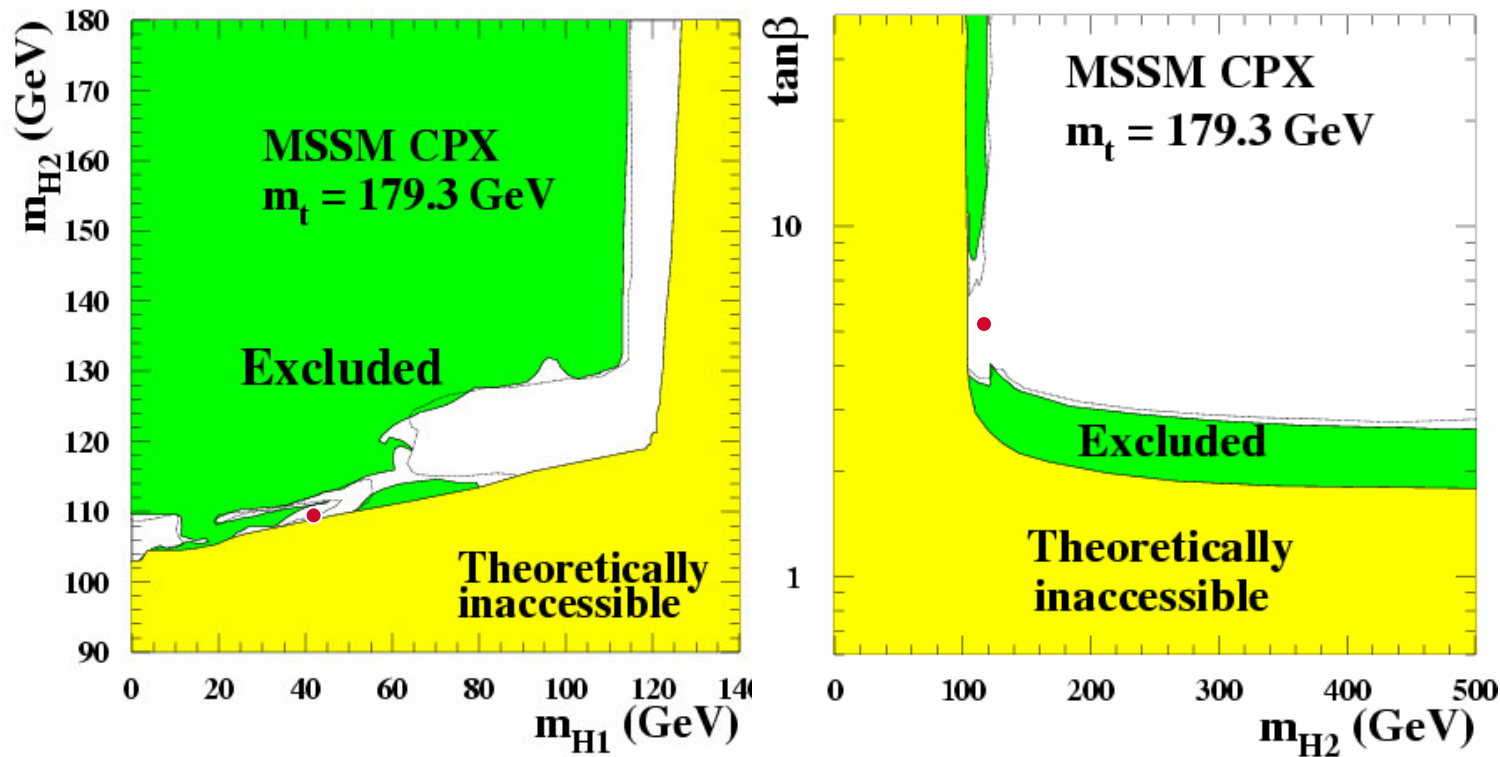 180
170
160
150
140
130
120
110
100
90
m_H2 (GeV)
MSSM CPX
m_t = 179.3 GeV
Excluded
Theoretically
inaccessible
0 20 40 60 80 100 120
m_H1 (GeV)
tanβ
10
1
MSSM CPX
m_t = 179.3 GeV
Excluded
Theoretically
inaccessible
0 100 200 300 400 500
m_H2 (GeV)